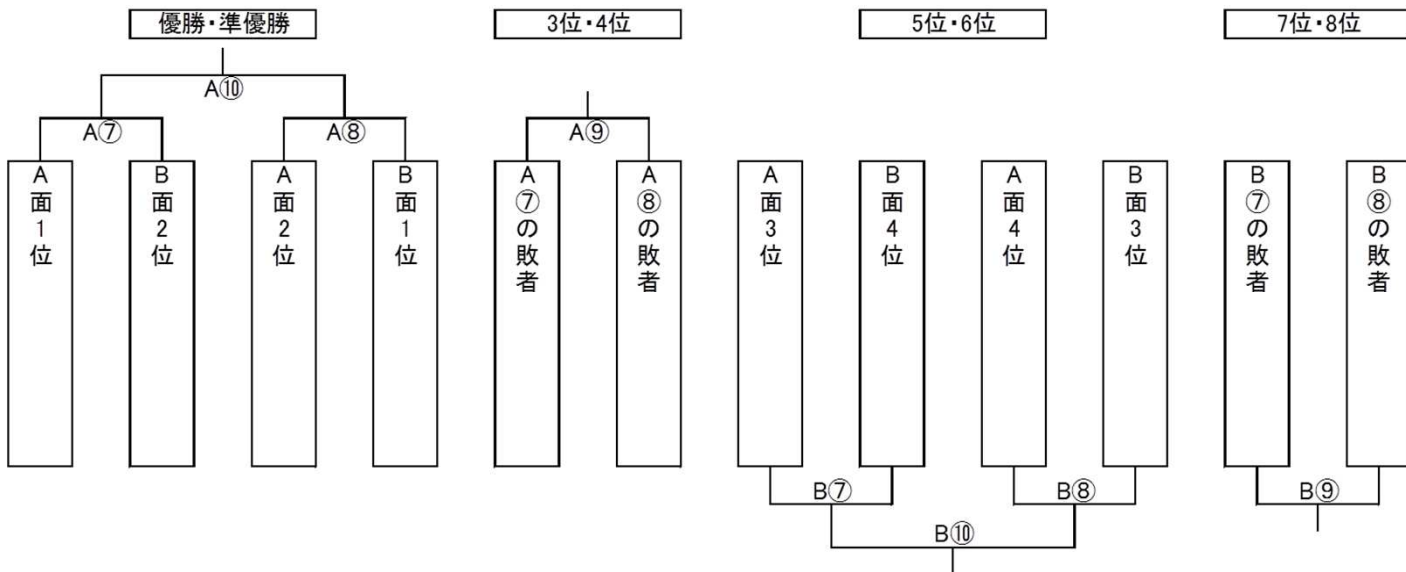 優勝・準優勝
3位・4位
5位・6位
7位・8位
A⑩
A⑦
A⑧
A⑨
A面1位
B面2位
A面2位
B面1位
A⑦の敗者
A⑧の敗者
A面3位
B面4位
A面4位
B面3位
B⑦の敗者
B⑧の敗者
B⑦
B⑧
B⑨
B⑩